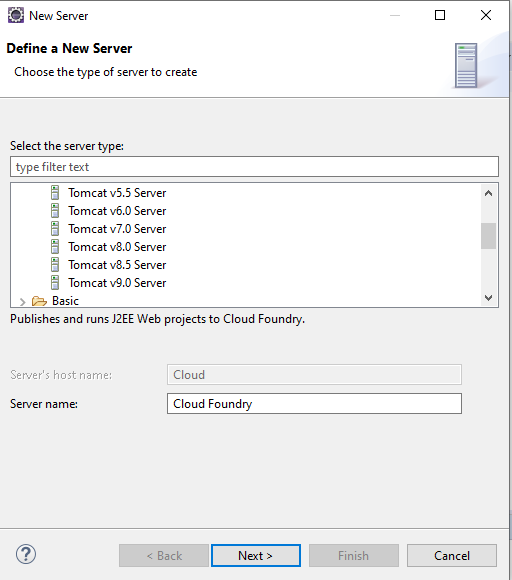 New Server
Define a New Server
Choose the type of server to create
Select the server type:
type filter text
Tomcat v5.5 Server
Tomcat v6.0 Server
Tomcat v7.0 Server
Tomcat v8.0 Server
Tomcat v8.5 Server
Tomcat v9.0 Server
Basic
Publishes and runs J2EE Web projects to Cloud Foundry.
Server's host name: Cloud
Server name: Cloud Foundry
? < Back Next > Finish Cancel